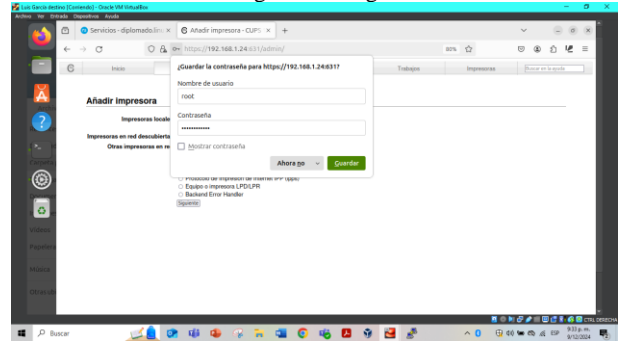 Luis García destino [Corriendo] - Oracle VM VirtualBox
Archivo Ver Entrada Dispositivos Ayuda
Servicios - diplomado.lin
Añadir impresora - CUPS
https://192.168.1.24:631/admin/
80%
Inicio
Trabajos
Impresoras
Buscar en la ayuda
¿Guardar la contraseña para https://192.168.1.24:631?
Nombre de usuario
root
Contraseña
••••••••••••
Mostrar contraseña
Ahora no
Guardar
Añadir impresora
Impresoras locale
Impresoras en red descubierta
Otras impresoras en re
Protocolo de Impresión de Internet IPP (ipps)
Equipo o impresora LPD/LPR
Backend Error Handler
Siguiente
Videos
Papelera
Música
CTRL DERECHA
Buscar
ESP
9:33 p. m.
9/12/2024